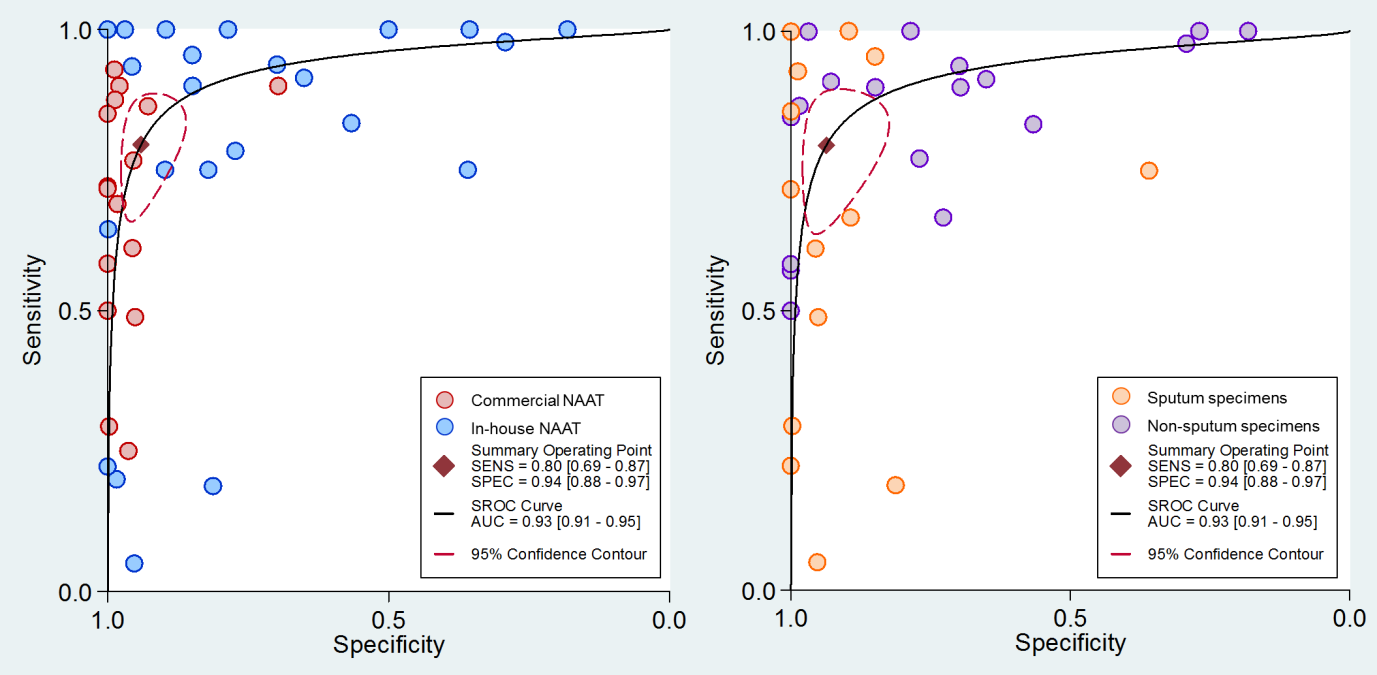 1.0
0.5
0.0
Sensitivity
1.0
0.5
0.0
Specificity
Commercial NAAT
In-house NAAT
Summary Operating Point
SENS = 0.80 [0.69 - 0.87]
SPEC = 0.94 [0.88 - 0.97]
SROC Curve
AUC = 0.93 [0.91 - 0.95]
95% Confidence Contour
1.0
0.5
0.0
Sensitivity
1.0
0.5
0.0
Specificity
Sputum specimens
Non-sputum specimens
Summary Operating Point
SENS = 0.80 [0.69 - 0.87]
SPEC = 0.94 [0.88 - 0.97]
SROC Curve
AUC = 0.93 [0.91 - 0.95]
95% Confidence Contour